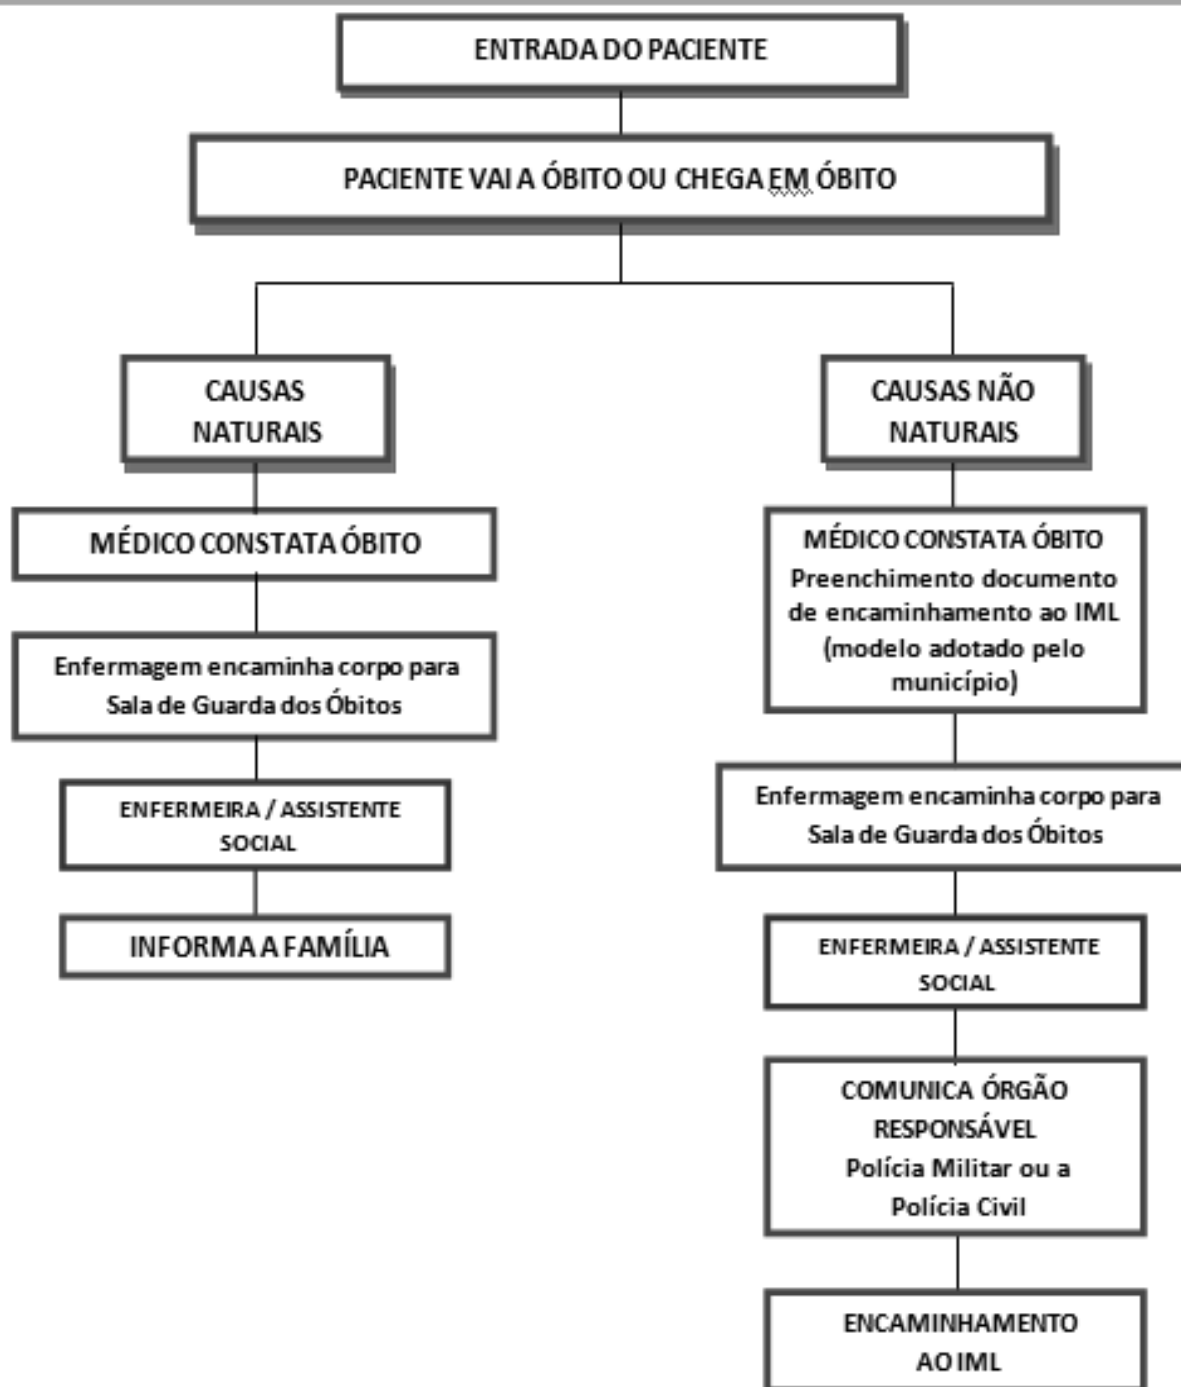 ENTRADA DO PACIENTE
PACIENTE VAI A ÓBITO OU CHEGA EM ÓBITO
CAUSAS
NATURAIS
MÉDICO CONSTATA ÓBITO
Enfermagem encaminha corpo para
Sala de Guarda dos Óbitos
ENFERMEIRA / ASSISTENTE
SOCIAL
INFORMA A FAMÍLIA
CAUSAS NÃO
NATURAIS
MÉDICO CONSTATA ÓBITO
Preenchimento documento
de encaminhamento ao IML
(modelo adotado pelo
município)
Enfermagem encaminha corpo para
Sala de Guarda dos Óbitos
ENFERMEIRA / ASSISTENTE
SOCIAL
COMUNICA ÓRGÃO
RESPONSÁVEL
Polícia Militar ou a
Polícia Civil
ENCAMINHAMENTO
AO IML